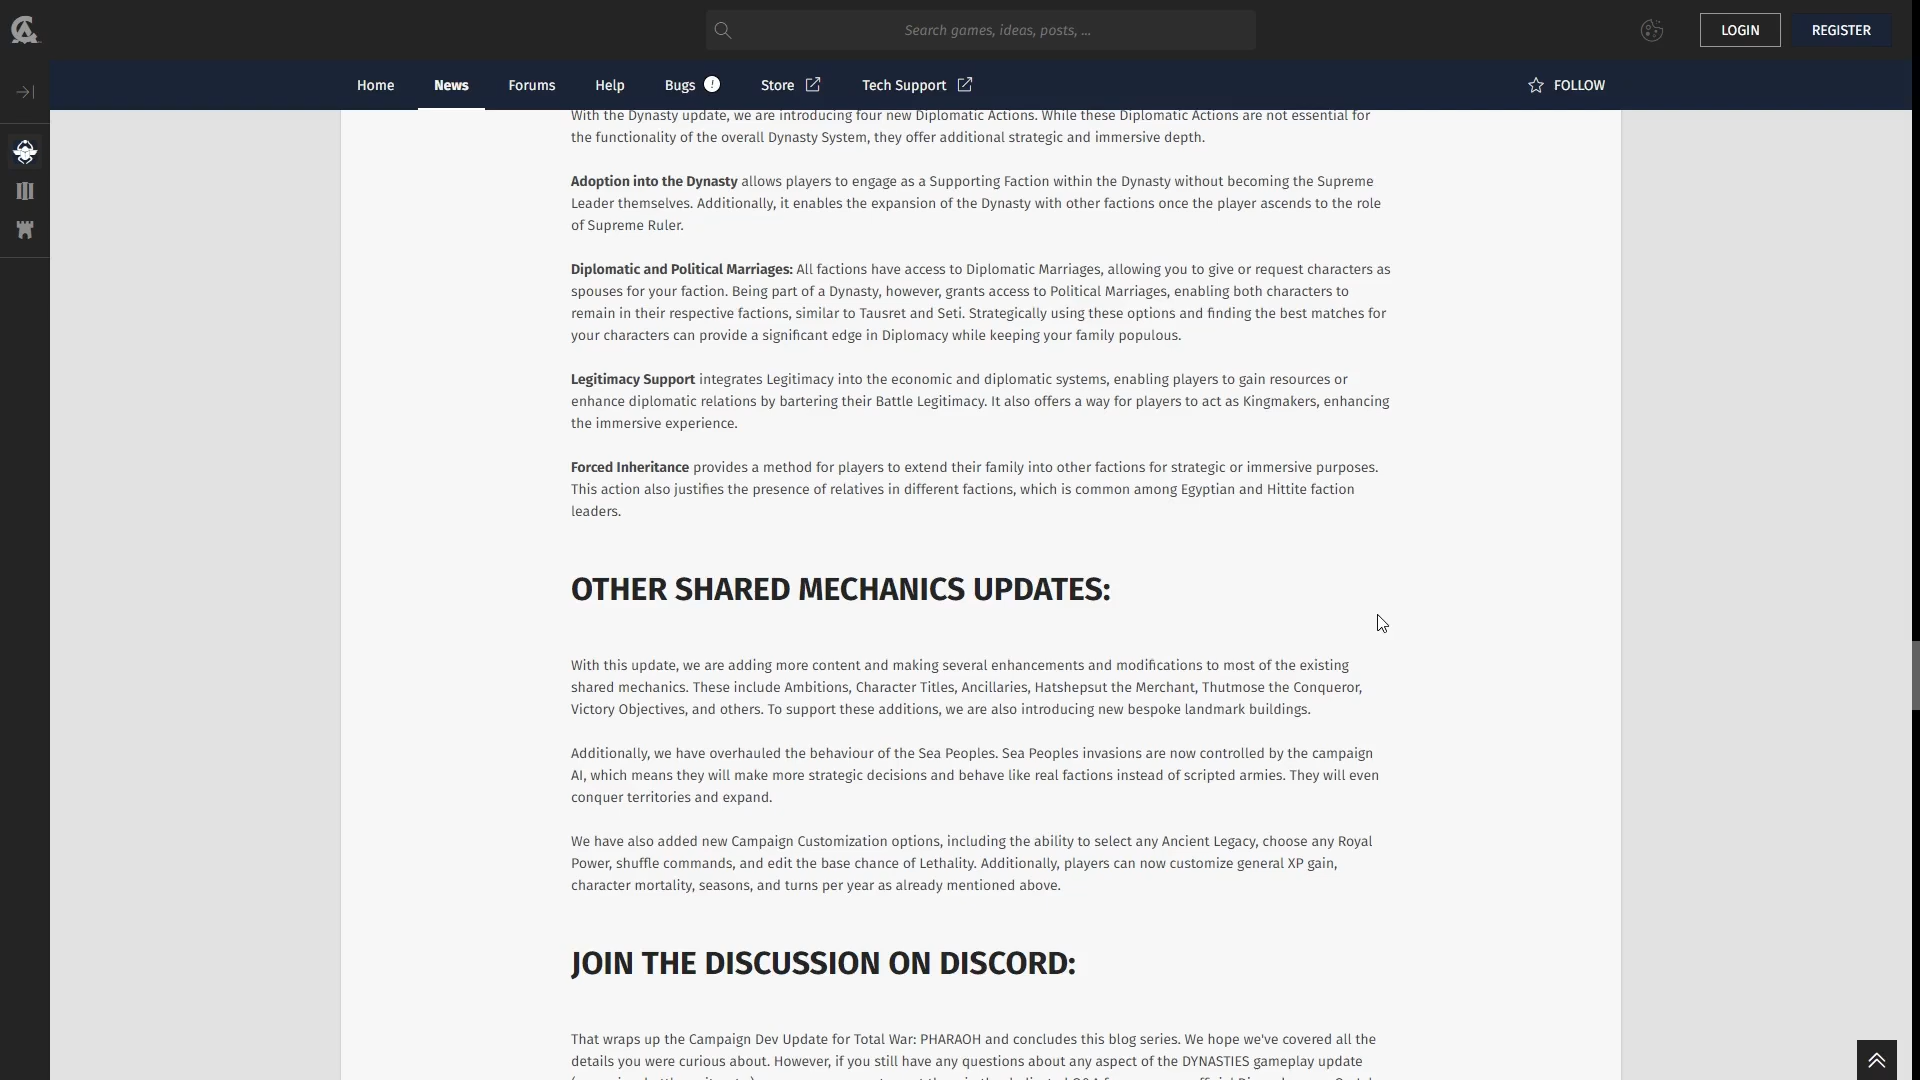 Search games, ideas, posts, ...
LOGIN
REGISTER
Home
News
Forums
Help
Bugs !
Store
Tech Support
FOLLOW
With the Dynasty update, we are introducing four new Diplomatic Actions. While these Diplomatic Actions are not essential for
the functionality of the overall Dynasty System, they offer additional strategic and immersive depth.
Adoption into the Dynasty allows players to engage as a Supporting Faction within the Dynasty without becoming the Supreme
Leader themselves. Additionally, it enables the expansion of the Dynasty with other factions once the player ascends to the role
of Supreme Ruler.
Diplomatic and Political Marriages: All factions have access to Diplomatic Marriages, allowing you to give or request characters as
spouses for your faction. Being part of a Dynasty, however, grants access to Political Marriages, enabling both characters to
remain in their respective factions, similar to Tausret and Seti. Strategically using these options and finding the best matches for
your characters can provide a significant edge in Diplomacy while keeping your family populous.
Legitimacy Support integrates Legitimacy into the economic and diplomatic systems, enabling players to gain resources or
enhance diplomatic relations by bartering their Battle Legitimacy. It also offers a way for players to act as Kingmakers, enhancing
the immersive experience.
Forced Inheritance provides a method for players to extend their family into other factions for strategic or immersive purposes.
This action also justifies the presence of relatives in different factions, which is common among Egyptian and Hittite faction
leaders.
OTHER SHARED MECHANICS UPDATES:
With this update, we are adding more content and making several enhancements and modifications to most of the existing
shared mechanics. These include Ambitions, Character Titles, Ancillaries, Hatshepsut the Merchant, Thutmose the Conqueror,
Victory Objectives, and others. To support these additions, we are also introducing new bespoke landmark buildings.
Additionally, we have overhauled the behaviour of the Sea Peoples. Sea Peoples invasions are now controlled by the campaign
AI, which means they will make more strategic decisions and behave like real factions instead of scripted armies. They will even
conquer territories and expand.
We have also added new Campaign Customization options, including the ability to select any Ancient Legacy, choose any Royal
Power, shuffle commands, and edit the base chance of Lethality. Additionally, players can now customize general XP gain,
character mortality, seasons, and turns per year as already mentioned above.
JOIN THE DISCUSSION ON DISCORD:
That wraps up the Campaign Dev Update for Total War: PHARAOH and concludes this blog series. We hope we've covered all the
details you were curious about. However, if you still have any questions about any aspect of the DYNASTIES gameplay update